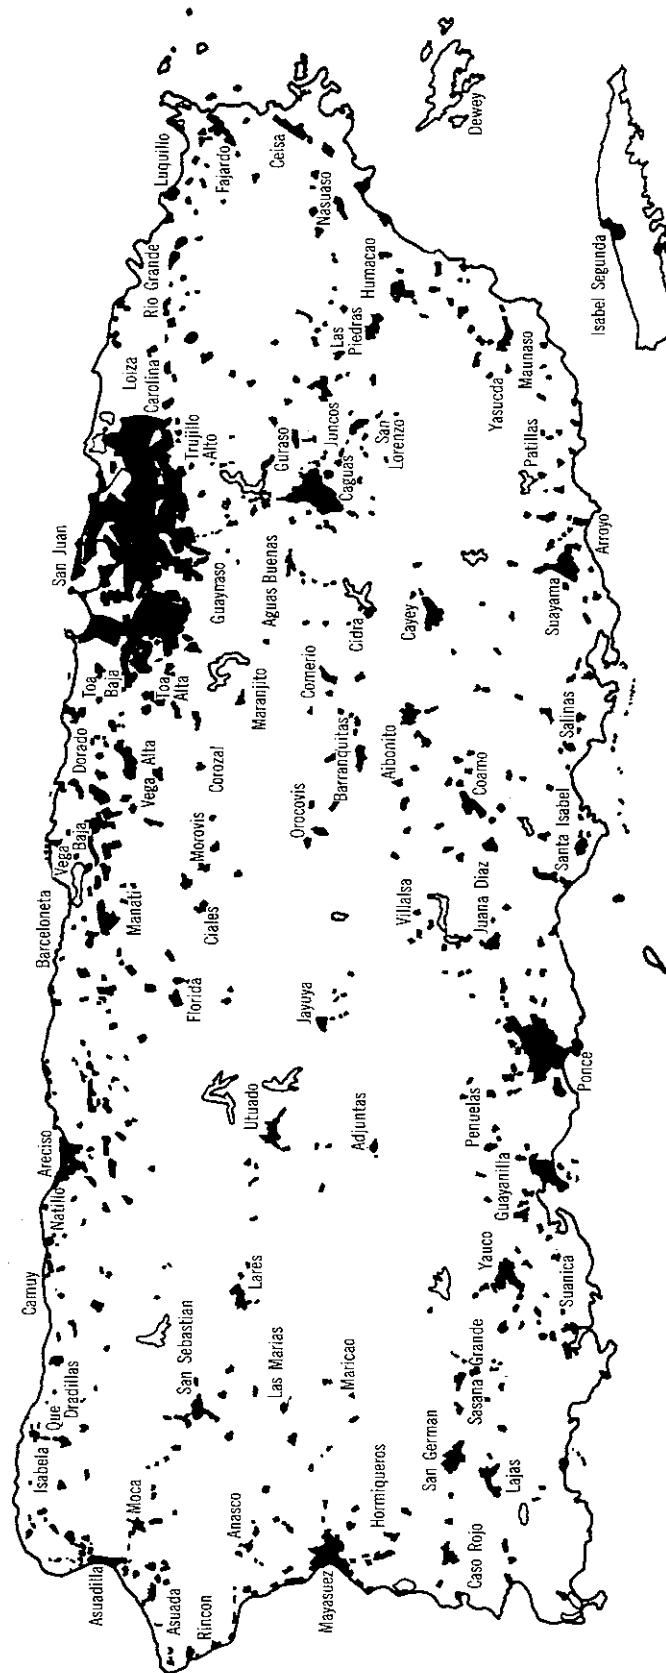 Isabela
Que
Dradillas
Camuy
Natillo
Areciso
Barceloneta
Vega
Baja
Dorado
Toa
Baja
San Juan
Loiza
Carolina
Rio Grande
Luquillo
Fajardo
Ceisa
Asuadilla
Moca
San Sebastian
Lares
Utuado
Florida
Manati
Ciales
Morovis
Vega Alta
Corozal
Toa
Alta
Maranjito
Guaynaso
Trujillo
Alto
Asuada
Rincon
Anasco
Las Marias
Maricao
Adjuntas
Jayuya
Orocovis
Barranquitas
Comerio
Aguas Buenas
Cidra
Caguas
Guraso
Juncos
San
Lorenzo
Las
Piedras
Humacao
Nasuaso
Mayasuez
Hormiqueros
San German
Sasana Grande
Yauco
Guayanilla
Penuelas
Villalsa
Juana Diaz
Aibonito
Coamo
Cayey
Caso Rojo
Lajas
Suanica
Ponce
Santa Isabel
Salinas
Suayama
Arroyo
Patillas
Yasucda
Maunaso
Dewey
Isabel Segunda